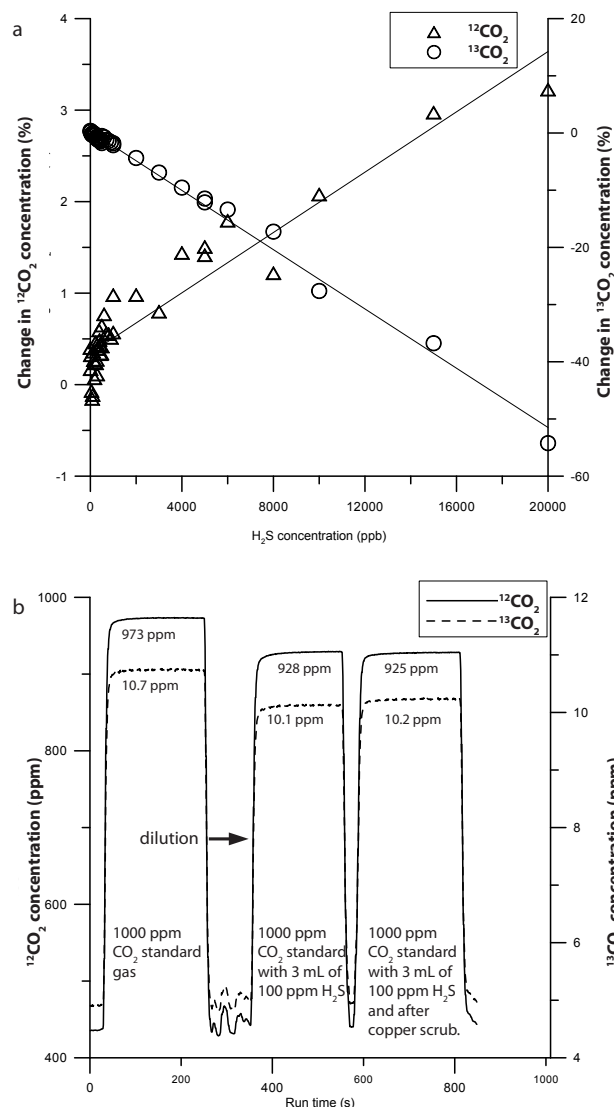 a
¹²CO₂
¹³CO₂
4
3
2
1
0
-1
20
0
-20
-40
-60
0
4000
8000
12000
16000
20000
Change in ¹²CO₂ concentration (%)
Change in ¹³CO₂ concentration (%)
H₂S concentration (ppb)
b
¹²CO₂
¹³CO₂
1000
800
600
400
12
10
8
6
4
973 ppm
10.7 ppm
928 ppm
10.1 ppm
925 ppm
10.2 ppm
dilution
1000 ppm
CO₂ standard
gas
1000 ppm
CO₂ standard
with 3 mL of
100 ppm H₂S
1000 ppm
CO₂ standard
with 3 mL of
100 ppm H₂S
and after
copper scrub.
0
200
400
600
800
1000
¹²CO₂ concentration (ppm)
¹³CO₂ concentration (ppm)
Run time (s)